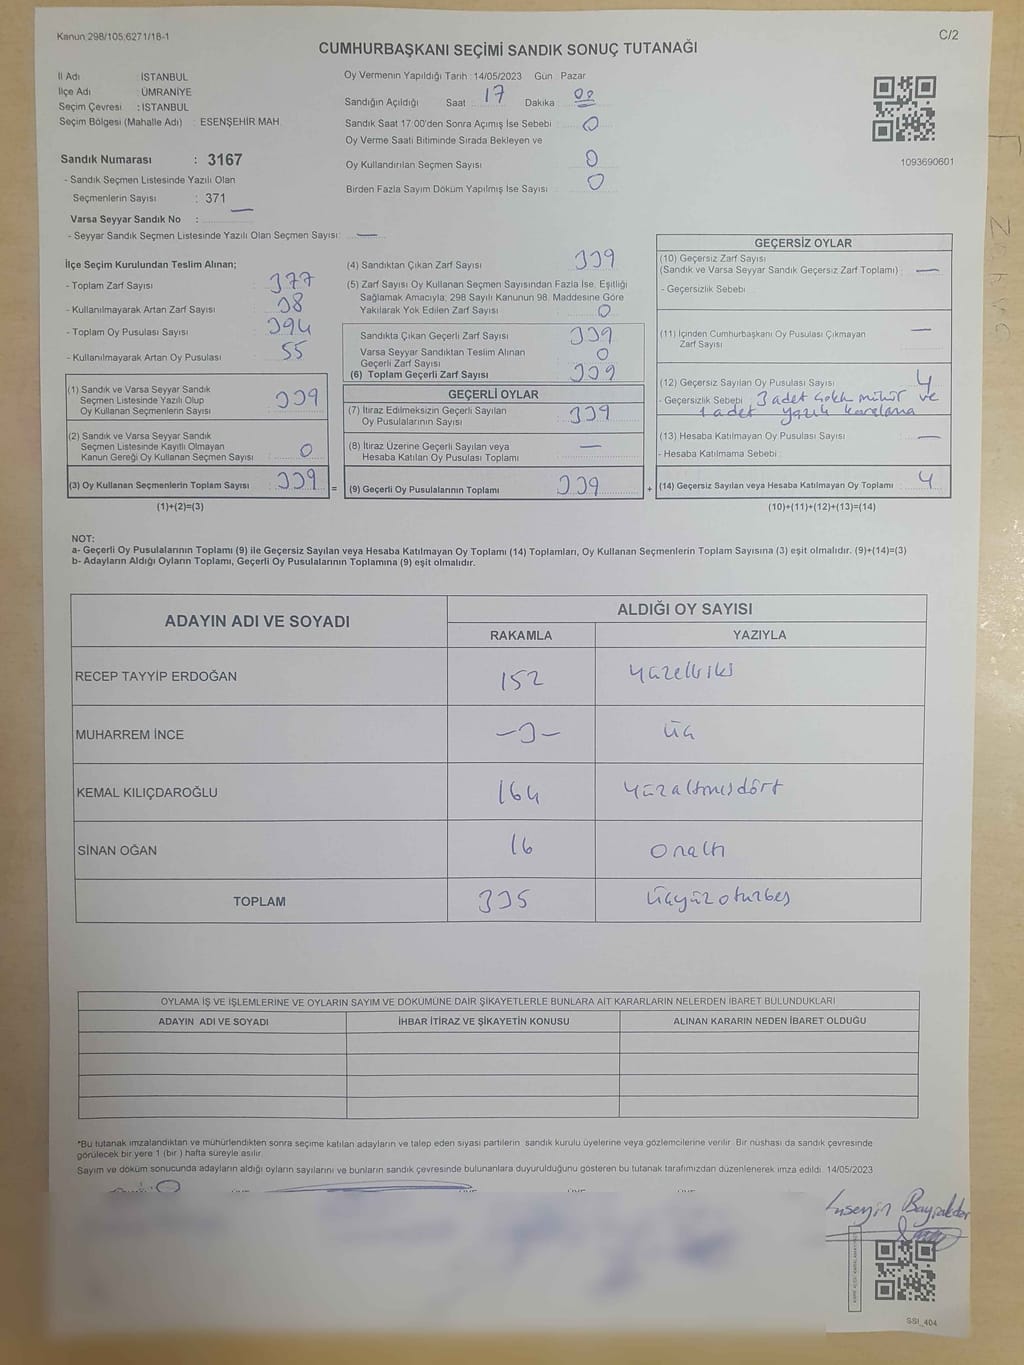 Kanun:298/105,6271/18-1
C/2
CUMHURBAŞKANI SEÇİMİ SANDIK SONUÇ TUTANAĞI
İl Adı : İSTANBUL
İlçe Adı : ÜMRANİYE
Seçim Çevresi : İSTANBUL
Seçim Bölgesi (Mahalle Adı) : ESENŞEHİR MAH.
Sandık Numarası : 3167
- Sandık Seçmen Listesinde Yazılı Olan
Seçmenlerin Sayısı : 371
Varsa Seyyar Sandık No : —
- Seyyar Sandık Seçmen Listesinde Yazılı Olan Seçmen Sayısı: —
Oy Vermenin Yapıldığı Tarih : 14/05/2023 Gün : Pazar
Sandığın Açıldığı Saat : 17 Dakika : 00
Sandık Saat 17:00'den Sonra Açımış İse Sebebi : 0
Oy Verme Saati Bitiminde Sırada Bekleyen ve
Oy Kullandırılan Seçmen Sayısı : 0
Birden Fazla Sayım Döküm Yapılmış İse Sayısı : 0
1093690601
İlçe Seçim Kurulundan Teslim Alınan;
- Toplam Zarf Sayısı : 377
- Kullanılmayarak Artan Zarf Sayısı : 38
- Toplam Oy Pusulası Sayısı : 394
- Kullanılmayarak Artan Oy Pusulası : 55
(1) Sandık ve Varsa Seyyar Sandık
Seçmen Listesinde Yazılı Olup
Oy Kullanan Seçmenlerin Sayısı : 339
(2) Sandık ve Varsa Seyyar Sandık
Seçmen Listesinde Kayıtlı Olmayan
Kanun Gereği Oy Kullanan Seçmen Sayısı : 0
(3) Oy Kullanan Seçmenlerin Toplam Sayısı : 339
(1)+(2)=(3)
=
(4) Sandıktan Çıkan Zarf Sayısı : 339
(5) Zarf Sayısı Oy Kullanan Seçmen Sayısından Fazla İse, Eşitliği
Sağlamak Amacıyla; 298 Sayılı Kanunun 98. Maddesine Göre
Yakılarak Yok Edilen Zarf Sayısı : 0
Sandıkta Çıkan Geçerli Zarf Sayısı : 339
Varsa Seyyar Sandıktan Teslim Alınan
Geçerli Zarf Sayısı : 0
(6) Toplam Geçerli Zarf Sayısı : 339
GEÇERLİ OYLAR
(7) İtiraz Edilmeksizin Geçerli Sayılan
Oy Pusulalarının Sayısı : 339
(8) İtiraz Üzerine Geçerli Sayılan veya
Hesaba Katılan Oy Pusulası Toplamı : —
(9) Geçerli Oy Pusulalarının Toplamı : 339
+
GEÇERSİZ OYLAR
(10) Geçersiz Zarf Sayısı
(Sandık ve Varsa Seyyar Sandık Geçersiz Zarf Toplamı) : —
- Geçersizlik Sebebi :
(11) İçinden Cumhurbaşkanı Oy Pusulası Çıkmayan
Zarf Sayısı : —
(12) Geçersiz Sayılan Oy Pusulası Sayısı : 4
- Geçersizlik Sebebi : 3 adet çoklu mühür ve
1 adet yazılı karalama
(13) Hesaba Katılmayan Oy Pusulası Sayısı : —
- Hesaba Katılmama Sebebi :
(14) Geçersiz Sayılan veya Hesaba Katılmayan Oy Toplamı : 4
(10)+(11)+(12)+(13)=(14)
NOT:
a- Geçerli Oy Pusulalarının Toplamı (9) ile Geçersiz Sayılan veya Hesaba Katılmayan Oy Toplamı (14) Toplamları, Oy Kullanan Seçmenlerin Toplam Sayısına (3) eşit olmalıdır. (9)+(14)=(3)
b- Adayların Aldığı Oyların Toplamı, Geçerli Oy Pusulalarının Toplamına (9) eşit olmalıdır.
ADAYIN ADI VE SOYADI ALDIĞI OY SAYISI
RAKAMLA YAZIYLA
RECEP TAYYİP ERDOĞAN 152 yüzelliiki
MUHARREM İNCE —3— üç
KEMAL KILIÇDAROĞLU 164 yüzaltmışdört
SİNAN OĞAN 16 onaltı
TOPLAM 335 üçyüzotuzbeş
OYLAMA İŞ VE İŞLEMLERİNE VE OYLARIN SAYIM VE DÖKÜMÜNE DAİR ŞİKAYETLERLE BUNLARA AİT KARARLARIN NELERDEN İBARET BULUNDUKLARI
ADAYIN ADI VE SOYADI İHBAR İTİRAZ VE ŞİKAYETİN KONUSU ALINAN KARARIN NEDEN İBARET OLDUĞU
*Bu tutanak imzalandıktan ve mühürlendikten sonra seçime katılan adayların ve talep eden siyasi partilerin sandık kurulu üyelerine veya gözlemcilerine verilir. Bir nüshası da sandık çevresinde
görülecek bir yere 1 (bir ) hafta süreyle asılır.
Sayım ve döküm sonucunda adayların aldığı oyların sayılarını ve bunların sandık çevresinde bulunanlara duyurulduğunu gösteren bu tutanak tarafımızdan düzenlenerek imza edildi. 14/05/2023
Hüseyin Bayraktar
SSI_404